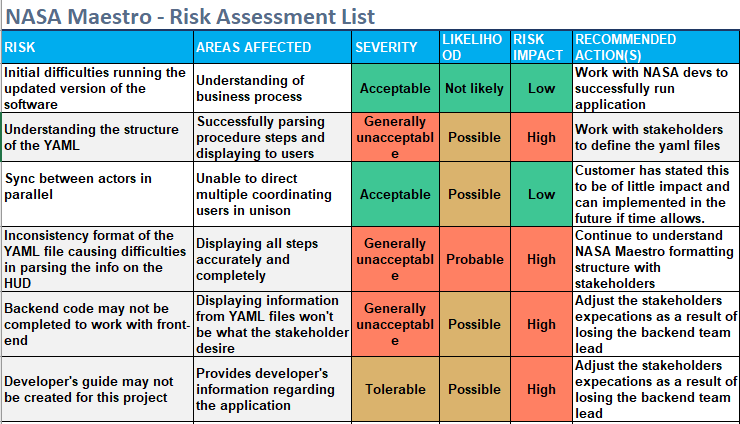 NASA Maestro - Risk Assessment List
RISK
AREAS AFFECTED
SEVERITY
LIKELIHO
OD
RISK
IMPACT
RECOMMENDED
ACTION(S)
Initial difficulties running the
updated version of the
software
Understanding of
business process
Acceptable
Not likely
Low
Work with NASA devs to
successfully run
application
Understanding the structure
of the YAML
Successfully parsing
procedure steps and
displaying to users
Generally
unacceptabl
e
Possible
High
Work with stakeholders
to define the yaml files
Sync between actors in
parallel
Unable to direct
multiple coordinating
users in unison
Acceptable
Possible
Low
Customer has stated this
to be of little impact and
can implemented in the
future if time allows.
Inconsistency format of the
YAML file causing difficulties
in parsing the info on the
HUD
Displaying all steps
accurately and
completely
Generally
unacceptabl
e
Probable
High
Continue to understand
NASA Maestro formatting
structure with
stakeholders
Backend code may not be
completed to work with front-
end
Displaying information
from YAML files won't
be what the stakeholder
desire
Generally
unacceptabl
e
Possible
High
Adjust the stakeholders
expecations as a result of
losing the backend team
lead
Developer's guide may not
be created for this project
Provides developer's
information regarding
the application
Tolerable
Possible
High
Adjust the stakeholders
expecations as a result of
losing the backend team
lead